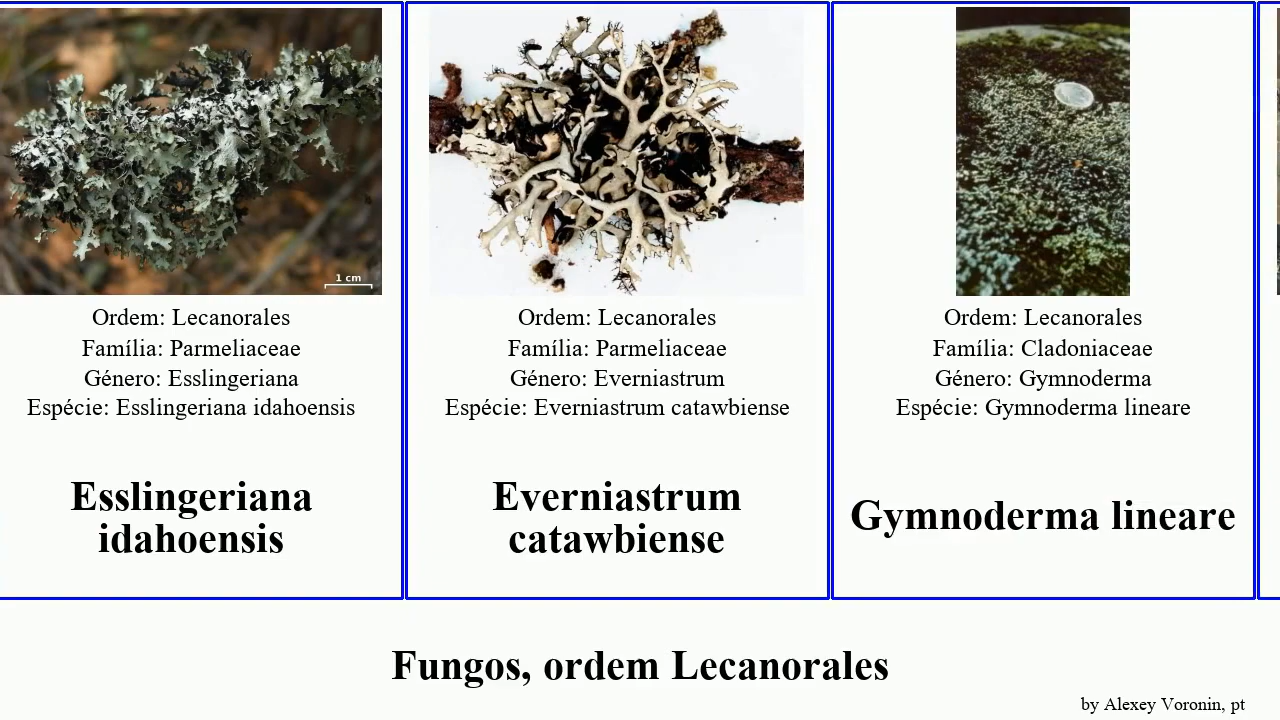 1 cm
Ordem: Lecanorales
Família: Parmeliaceae
Género: Esslingeriana
Espécie: Esslingeriana idahoensis
Esslingeriana
idahoensis
Ordem: Lecanorales
Família: Parmeliaceae
Género: Everniastrum
Espécie: Everniastrum catawbiense
Everniastrum
catawbiense
Ordem: Lecanorales
Família: Cladoniaceae
Género: Gymnoderma
Espécie: Gymnoderma lineare
Gymnoderma lineare
Fungos, ordem Lecanorales
by Alexey Voronin, pt